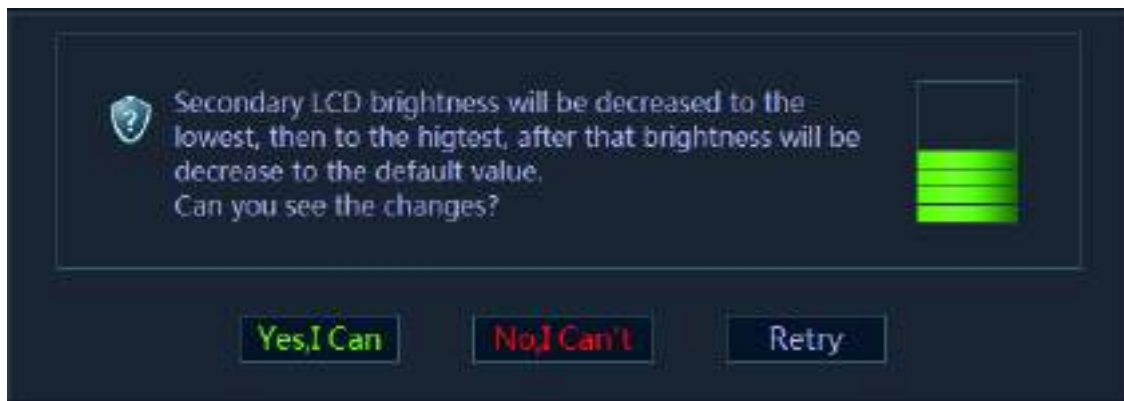 Secondary LCD brightness will be decreased to the
lowest, then to the higtest, after that brightness will be
decrease to the default value.
Can you see the changes?
Yes,I Can
No,I Can't
Retry